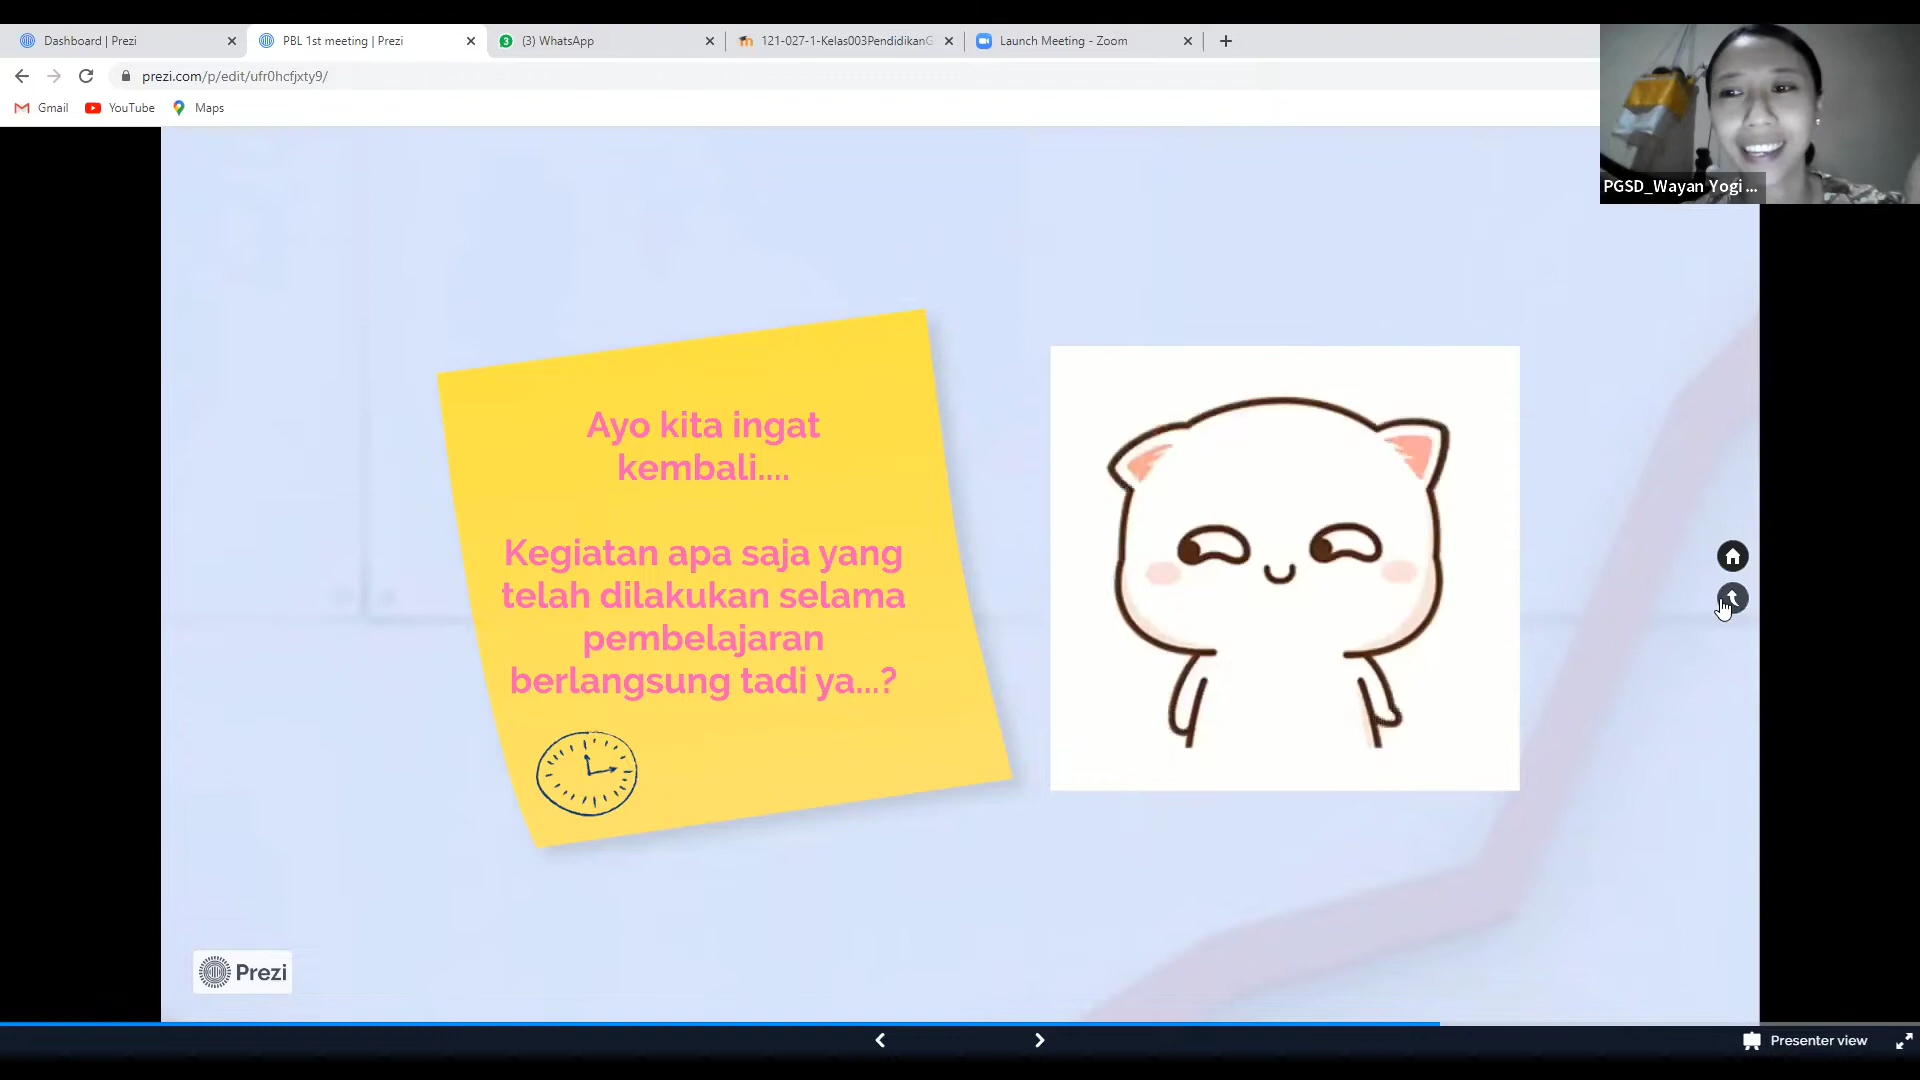 Dashboard | Prezi
PBL 1st meeting | Prezi
3
(3) WhatsApp
121-027-1-Kelas003PendidikanG
Launch Meeting - Zoom
prezi.com/p/edit/ufr0hcfjxty9/
Gmail
YouTube
Maps
PGSD_Wayan Yogi ...
Ayo kita ingat
kembali....
Kegiatan apa saja yang
telah dilakukan selama
pembelajaran
berlangsung tadi ya...?
Prezi
Presenter view